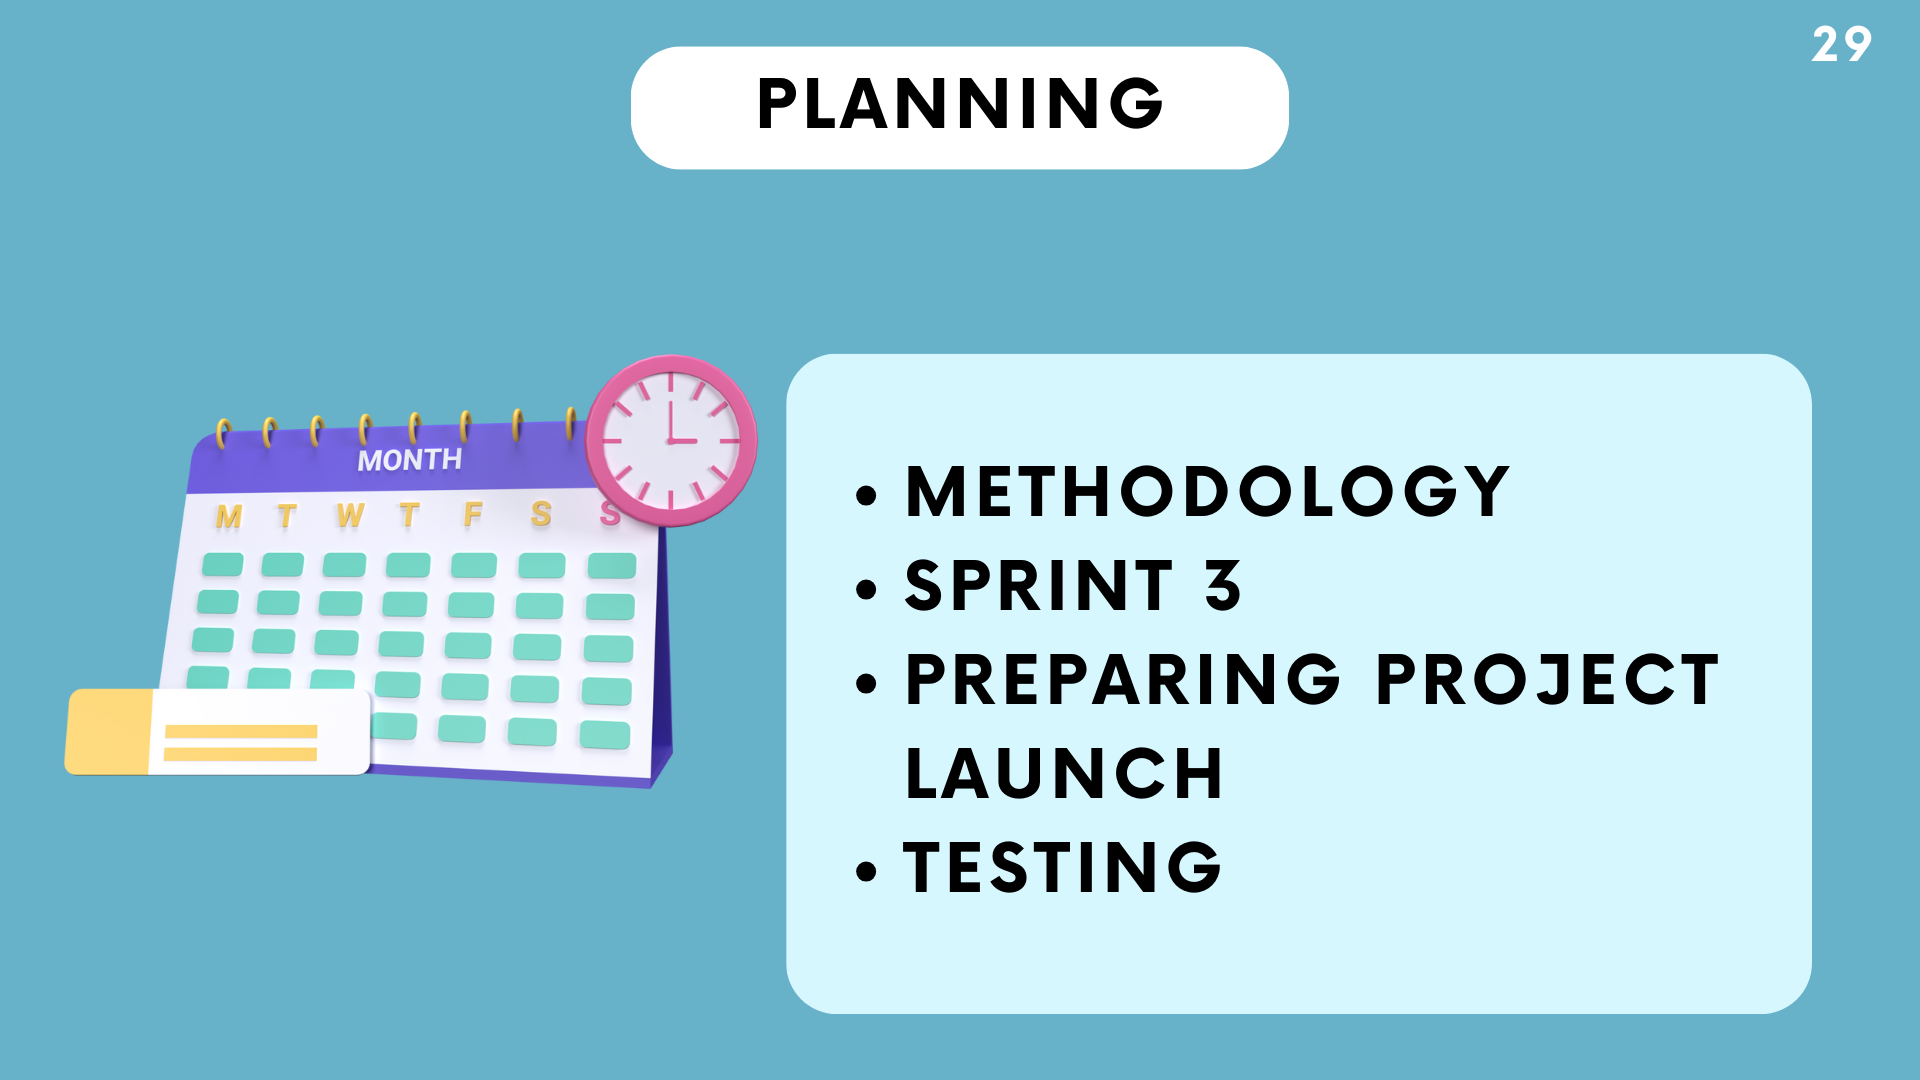 29
PLANNING
MONTH
M T W T F S S
• METHODOLOGY
• SPRINT 3
• PREPARING PROJECT
LAUNCH
• TESTING